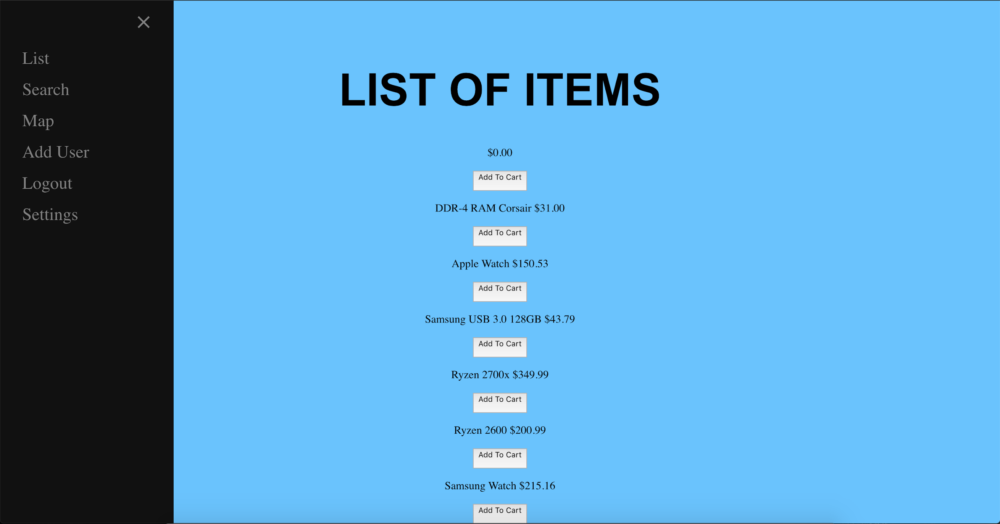 ×
List
Search
Map
Add User
Logout
Settings
LIST OF ITEMS
$0.00
Add To Cart
DDR-4 RAM Corsair $31.00
Add To Cart
Apple Watch $150.53
Add To Cart
Samsung USB 3.0 128GB $43.79
Add To Cart
Ryzen 2700x $349.99
Add To Cart
Ryzen 2600 $200.99
Add To Cart
Samsung Watch $215.16
Add To Cart